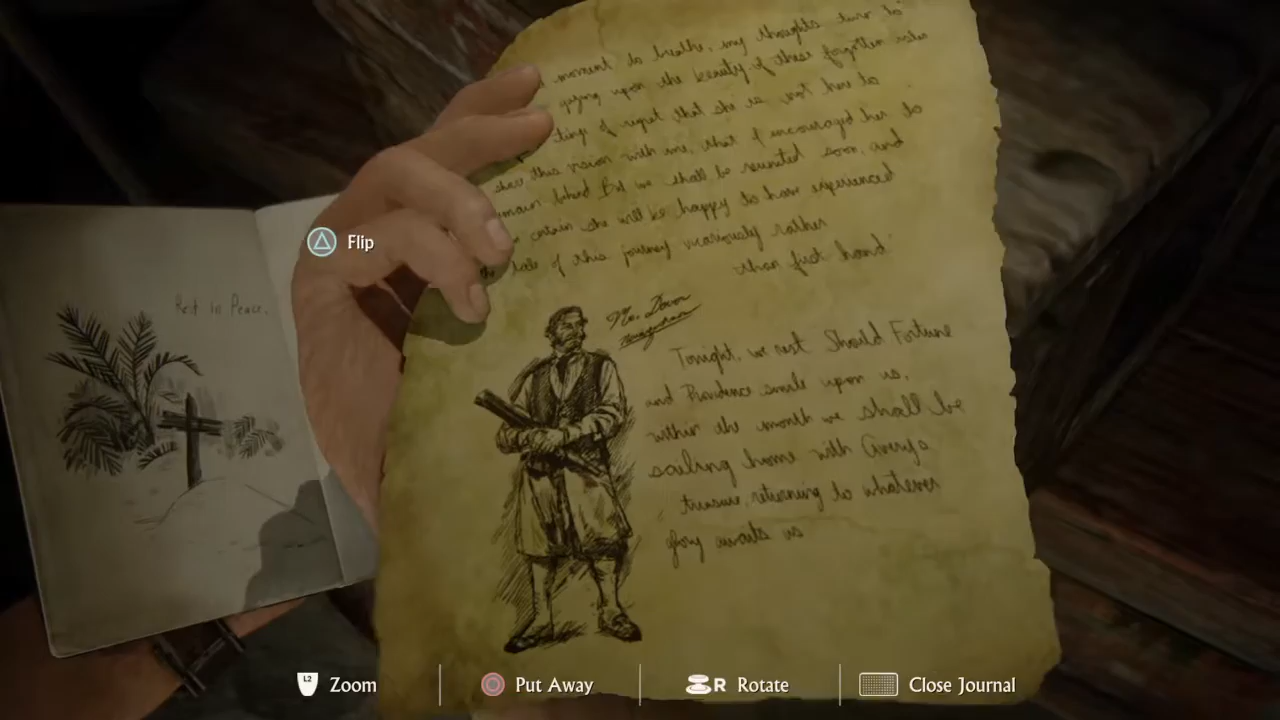 moment to breathe, my thoughts turn to
gazing upon the beauty of these forgotten isles
ting of regret that she is not here to
share this vision with me, that I encouraged her to
remain behind But we shall be reunited soon, and
certain she will be happy to have experienced
the tale of this journey vicariously rather
than first hand
Flip
Rest in Peace.
Mr. Devon
Tonight, we rest Should Fortune
and Providence smile upon us,
within the month we shall be
sailing home with Avery's
treasure, returning to whatever
glory awaits us
L2 Zoom
Put Away
R Rotate
Close Journal